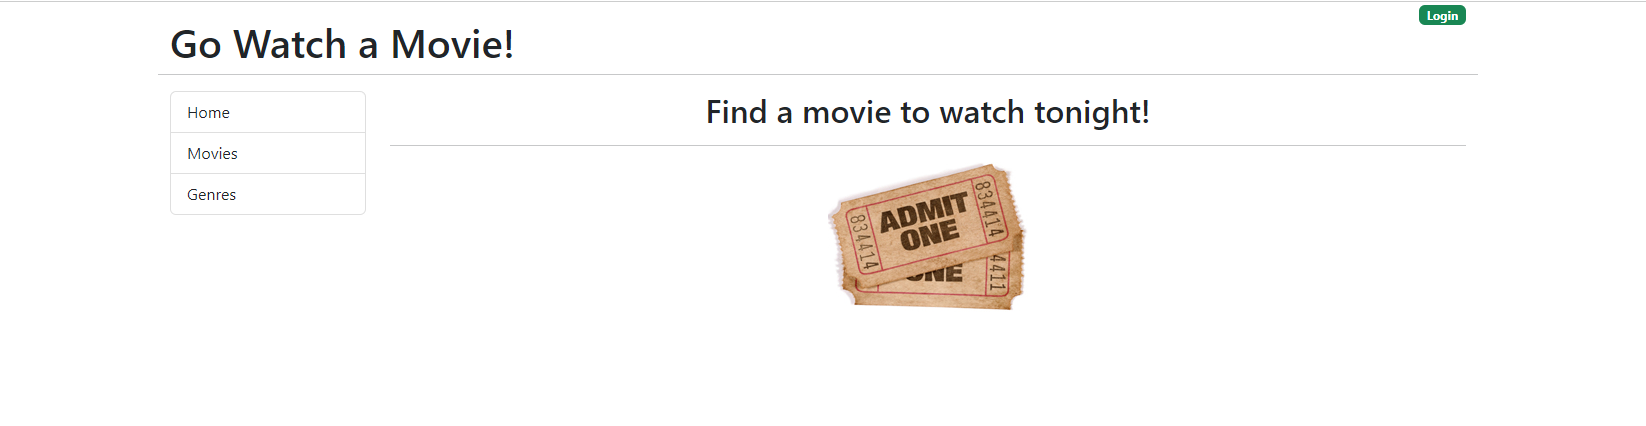 Login
Go Watch a Movie!
Home
Movies
Genres
Find a movie to watch tonight!
834414
ADMIT
ONE
834414
ONE
4411